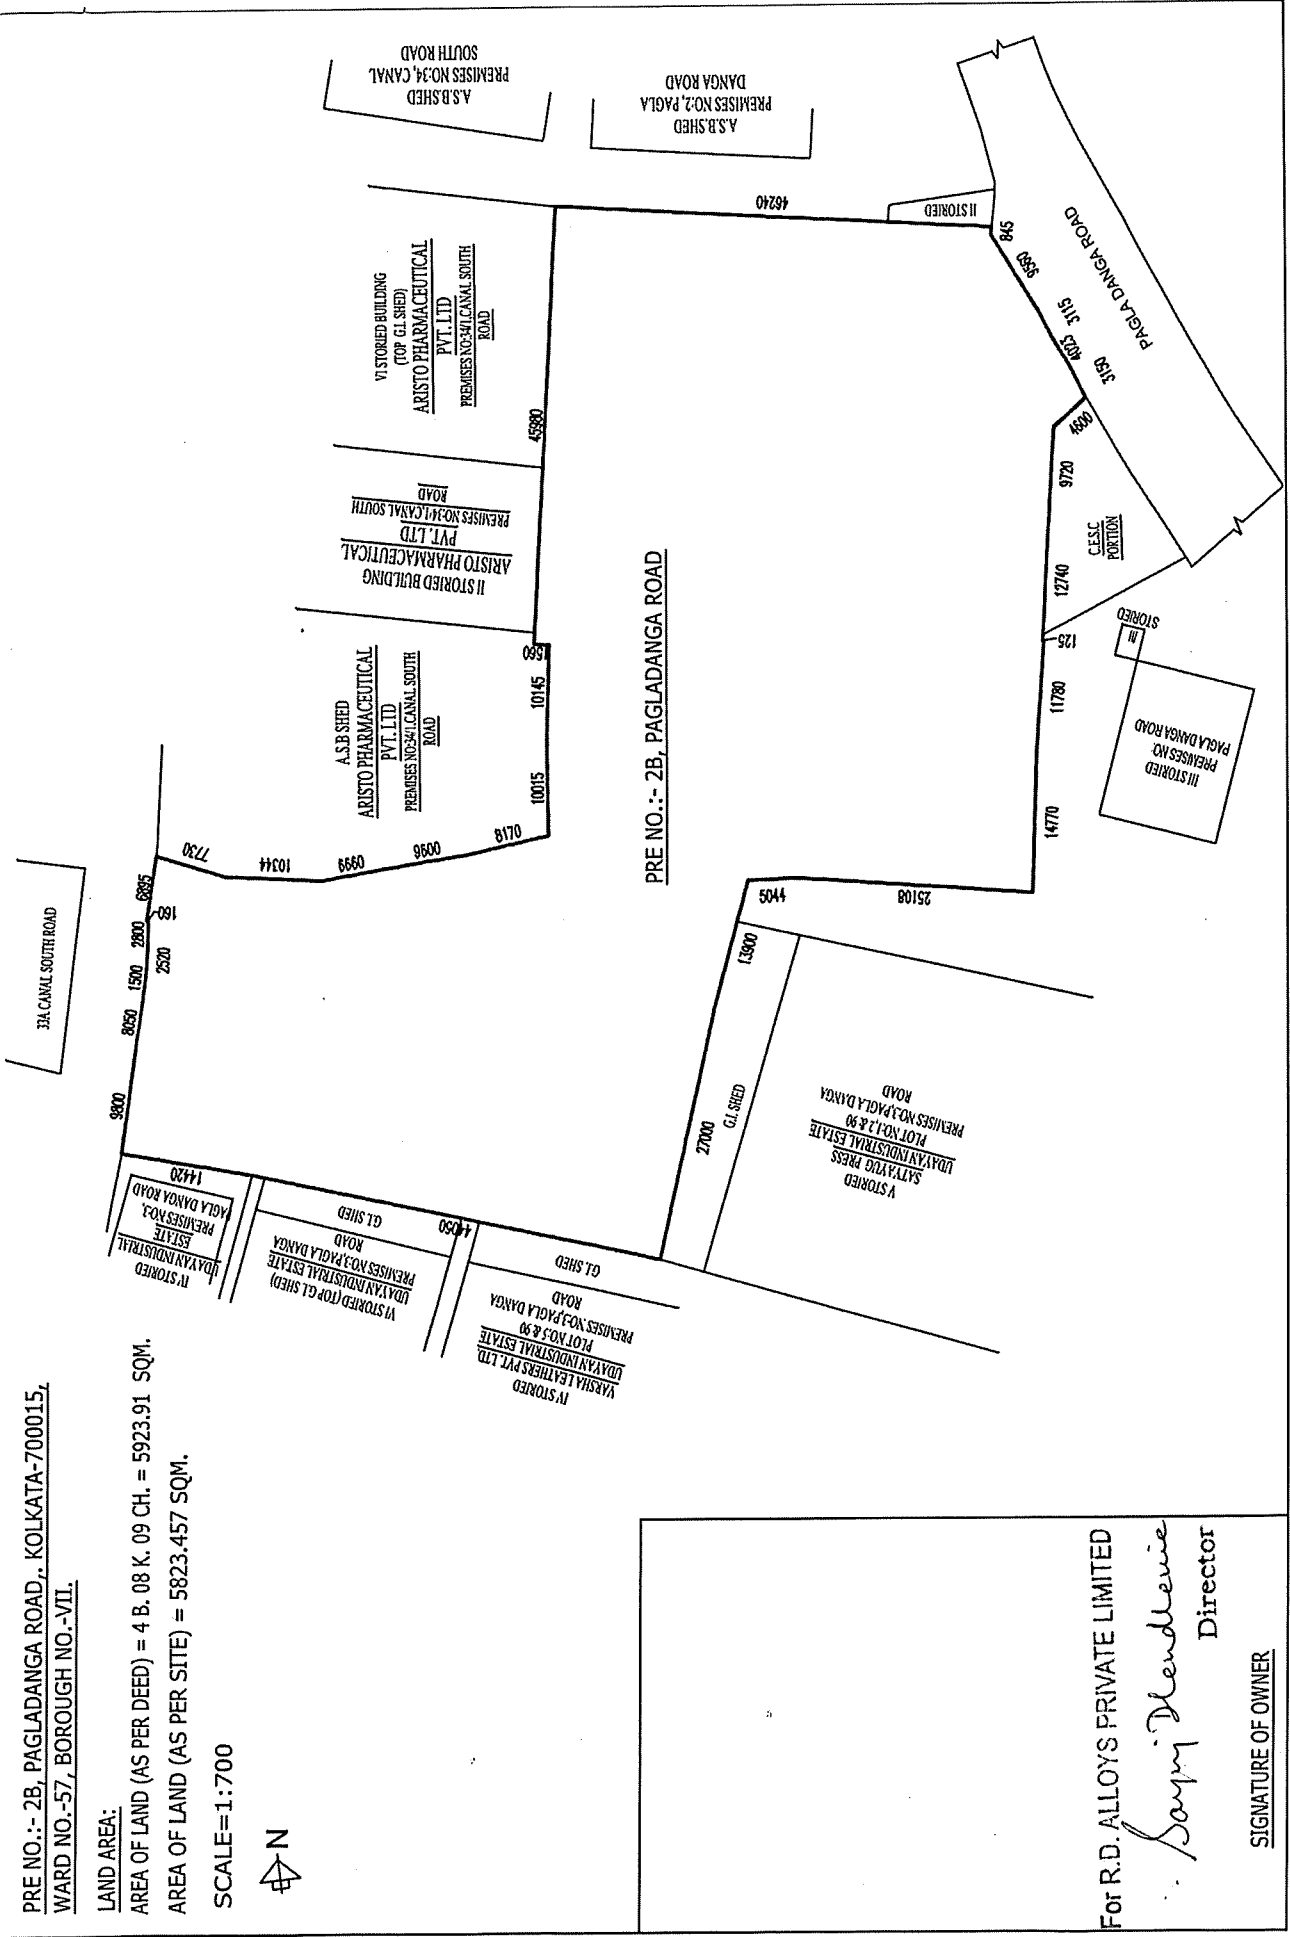 PRE NO.:- 2B, PAGLADANGA ROAD,. KOLKATA-700015,
WARD NO.-57, BOROUGH NO.-VII.
LAND AREA:
AREA OF LAND (AS PER DEED) = 4 B. 08 K. 09 CH. = 5923.91 SQM.
AREA OF LAND (AS PER SITE) = 5823.457 SQM.
SCALE=1:700
N
33A CANAL SOUTH ROAD
9800
8050
1500
2800
2520
160
6895
7730
10344
6999
9600
8170
10015
10145
1560
45980
46240
845
9560
3115
4023
3150
4600
9720
12740
125
11780
14770
25108
5044
13900
27000
44050
14420
A.S.B SHED
ARISTO PHARMACEUTICAL
PVT. LTD
PREMISES NO:34/1,CANAL SOUTH
ROAD
II STORIED BUILDING
ARISTO PHARMACEUTICAL
PVT. LTD
PREMISES NO:34/1,CANAL SOUTH
ROAD
VI STORIED BUILDING
(TOP G.I. SHED)
ARISTO PHARMACEUTICAL
PVT. LTD
PREMISES NO:34/1,CANAL SOUTH
ROAD
A.S.B.SHED
PREMISES NO:34, CANAL
SOUTH ROAD
A.S.B.SHED
PREMISES NO:2, PAGLA
DANGA ROAD
II STORIED
PAGLA DANGA ROAD
PRE NO.:- 2B, PAGLADANGA ROAD
C.E.S.C
PORTION
III
STORIED
III STORIED
PREMISES NO:
PAGLA DANGA ROAD
G.I. SHED
V STORIED
SATYAYUG PRESS
UDAYAN INDUSTRIAL ESTATE
PLOT NO:1,2 & 90
PREMISES NO:3,PAGLA DANGA
ROAD
IV STORIED
UDAYAN INDUSTRIAL
ESTATE
PREMISES NO:3,
PAGLA DANGA ROAD
G.I. SHED
VI STORIED (TOP G.I. SHED)
UDAYAN INDUSTRIAL ESTATE
PREMISES NO:3,PAGLA DANGA
ROAD
G.I. SHED
IV STORIED
VARSHA LEATHERS PVT. LTD.
UDAYAN INDUSTRIAL ESTATE
PLOT NO:5 & 90
PREMISES NO:3,PAGLA DANGA
ROAD
For R.D. ALLOYS PRIVATE LIMITED
Director
SIGNATURE OF OWNER